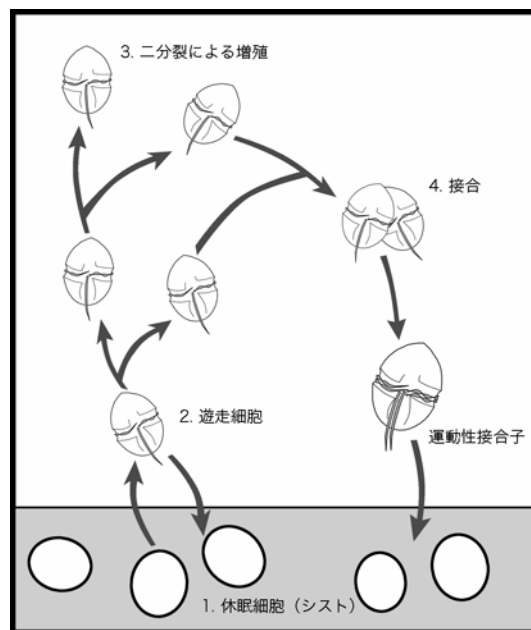 3. 二分裂による増殖
4. 接合
2. 遊走細胞
運動性接合子
1. 休眠細胞（シスト）